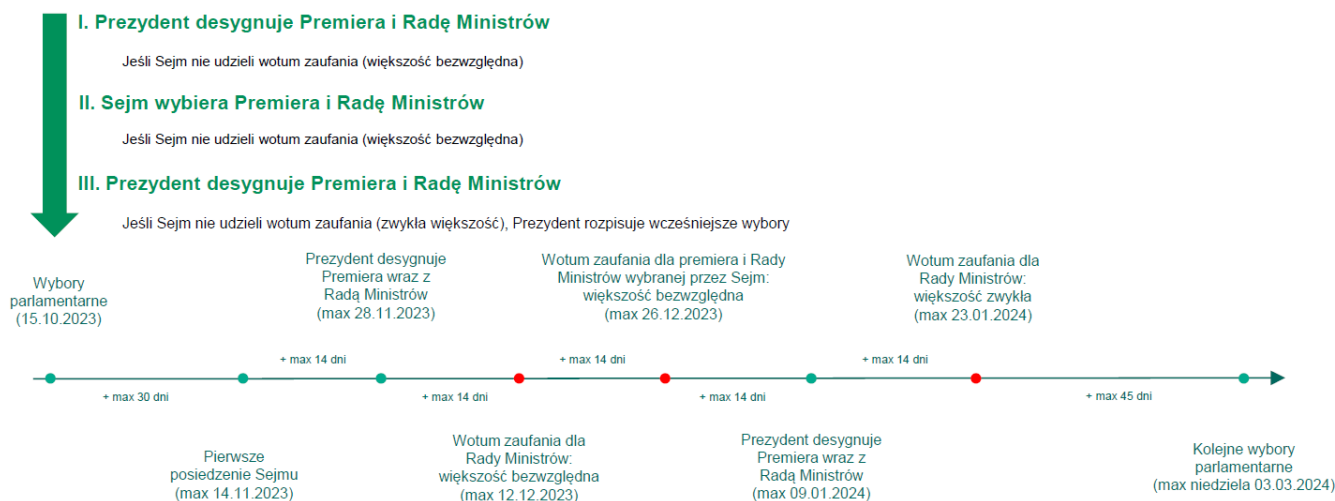 I. Prezydent desygnuje Premiera i Radę Ministrów
Jeśli Sejm nie udzieli wotum zaufania (większość bezwzględna)
II. Sejm wybiera Premiera i Radę Ministrów
Jeśli Sejm nie udzieli wotum zaufania (większość bezwzględna)
III. Prezydent desygnuje Premiera i Radę Ministrów
Jeśli Sejm nie udzieli wotum zaufania (zwykła większość), Prezydent rozpisuje wcześniejsze wybory
Wybory
parlamentarne
(15.10.2023)
Prezydent desygnuje
Premiera wraz z
Radą Ministrów
(max 28.11.2023)
Wotum zaufania dla premiera i Rady
Ministrów wybranej przez Sejm:
większość bezwzględna
(max 26.12.2023)
Wotum zaufania dla
Rady Ministrów:
większość zwykła
(max 23.01.2024)
+ max 14 dni
+ max 14 dni
+ max 14 dni
+ max 30 dni
+ max 14 dni
+ max 14 dni
+ max 45 dni
Pierwsze
posiedzenie Sejmu
(max 14.11.2023)
Wotum zaufania dla
Rady Ministrów:
większość bezwzględna
(max 12.12.2023)
Prezydent desygnuje
Premiera wraz z
Radą Ministrów
(max 09.01.2024)
Kolejne wybory
parlamentarne
(max niedziela 03.03.2024)